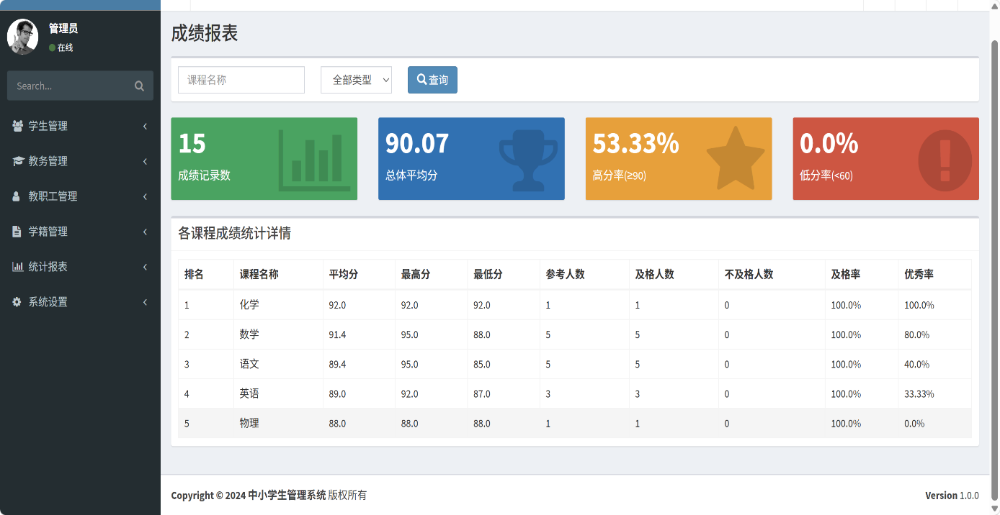 管理员
在线
Search...
学生管理
教务管理
教职工管理
学籍管理
统计报表
系统设置
成绩报表
课程名称 全部类型 查询
15
成绩记录数
90.07
总体平均分
53.33%
高分率(≥90)
0.0%
低分率(<60)
各课程成绩统计详情
排名 课程名称 平均分 最高分 最低分 参考人数 及格人数 不及格人数 及格率 优秀率
1 化学 92.0 92.0 92.0 1 1 0 100.0% 100.0%
2 数学 91.4 95.0 88.0 5 5 0 100.0% 80.0%
3 语文 89.4 95.0 85.0 5 5 0 100.0% 40.0%
4 英语 89.0 92.0 87.0 3 3 0 100.0% 33.33%
5 物理 88.0 88.0 88.0 1 1 0 100.0% 0.0%
Copyright © 2024 中小学生管理系统 版权所有 Version 1.0.0